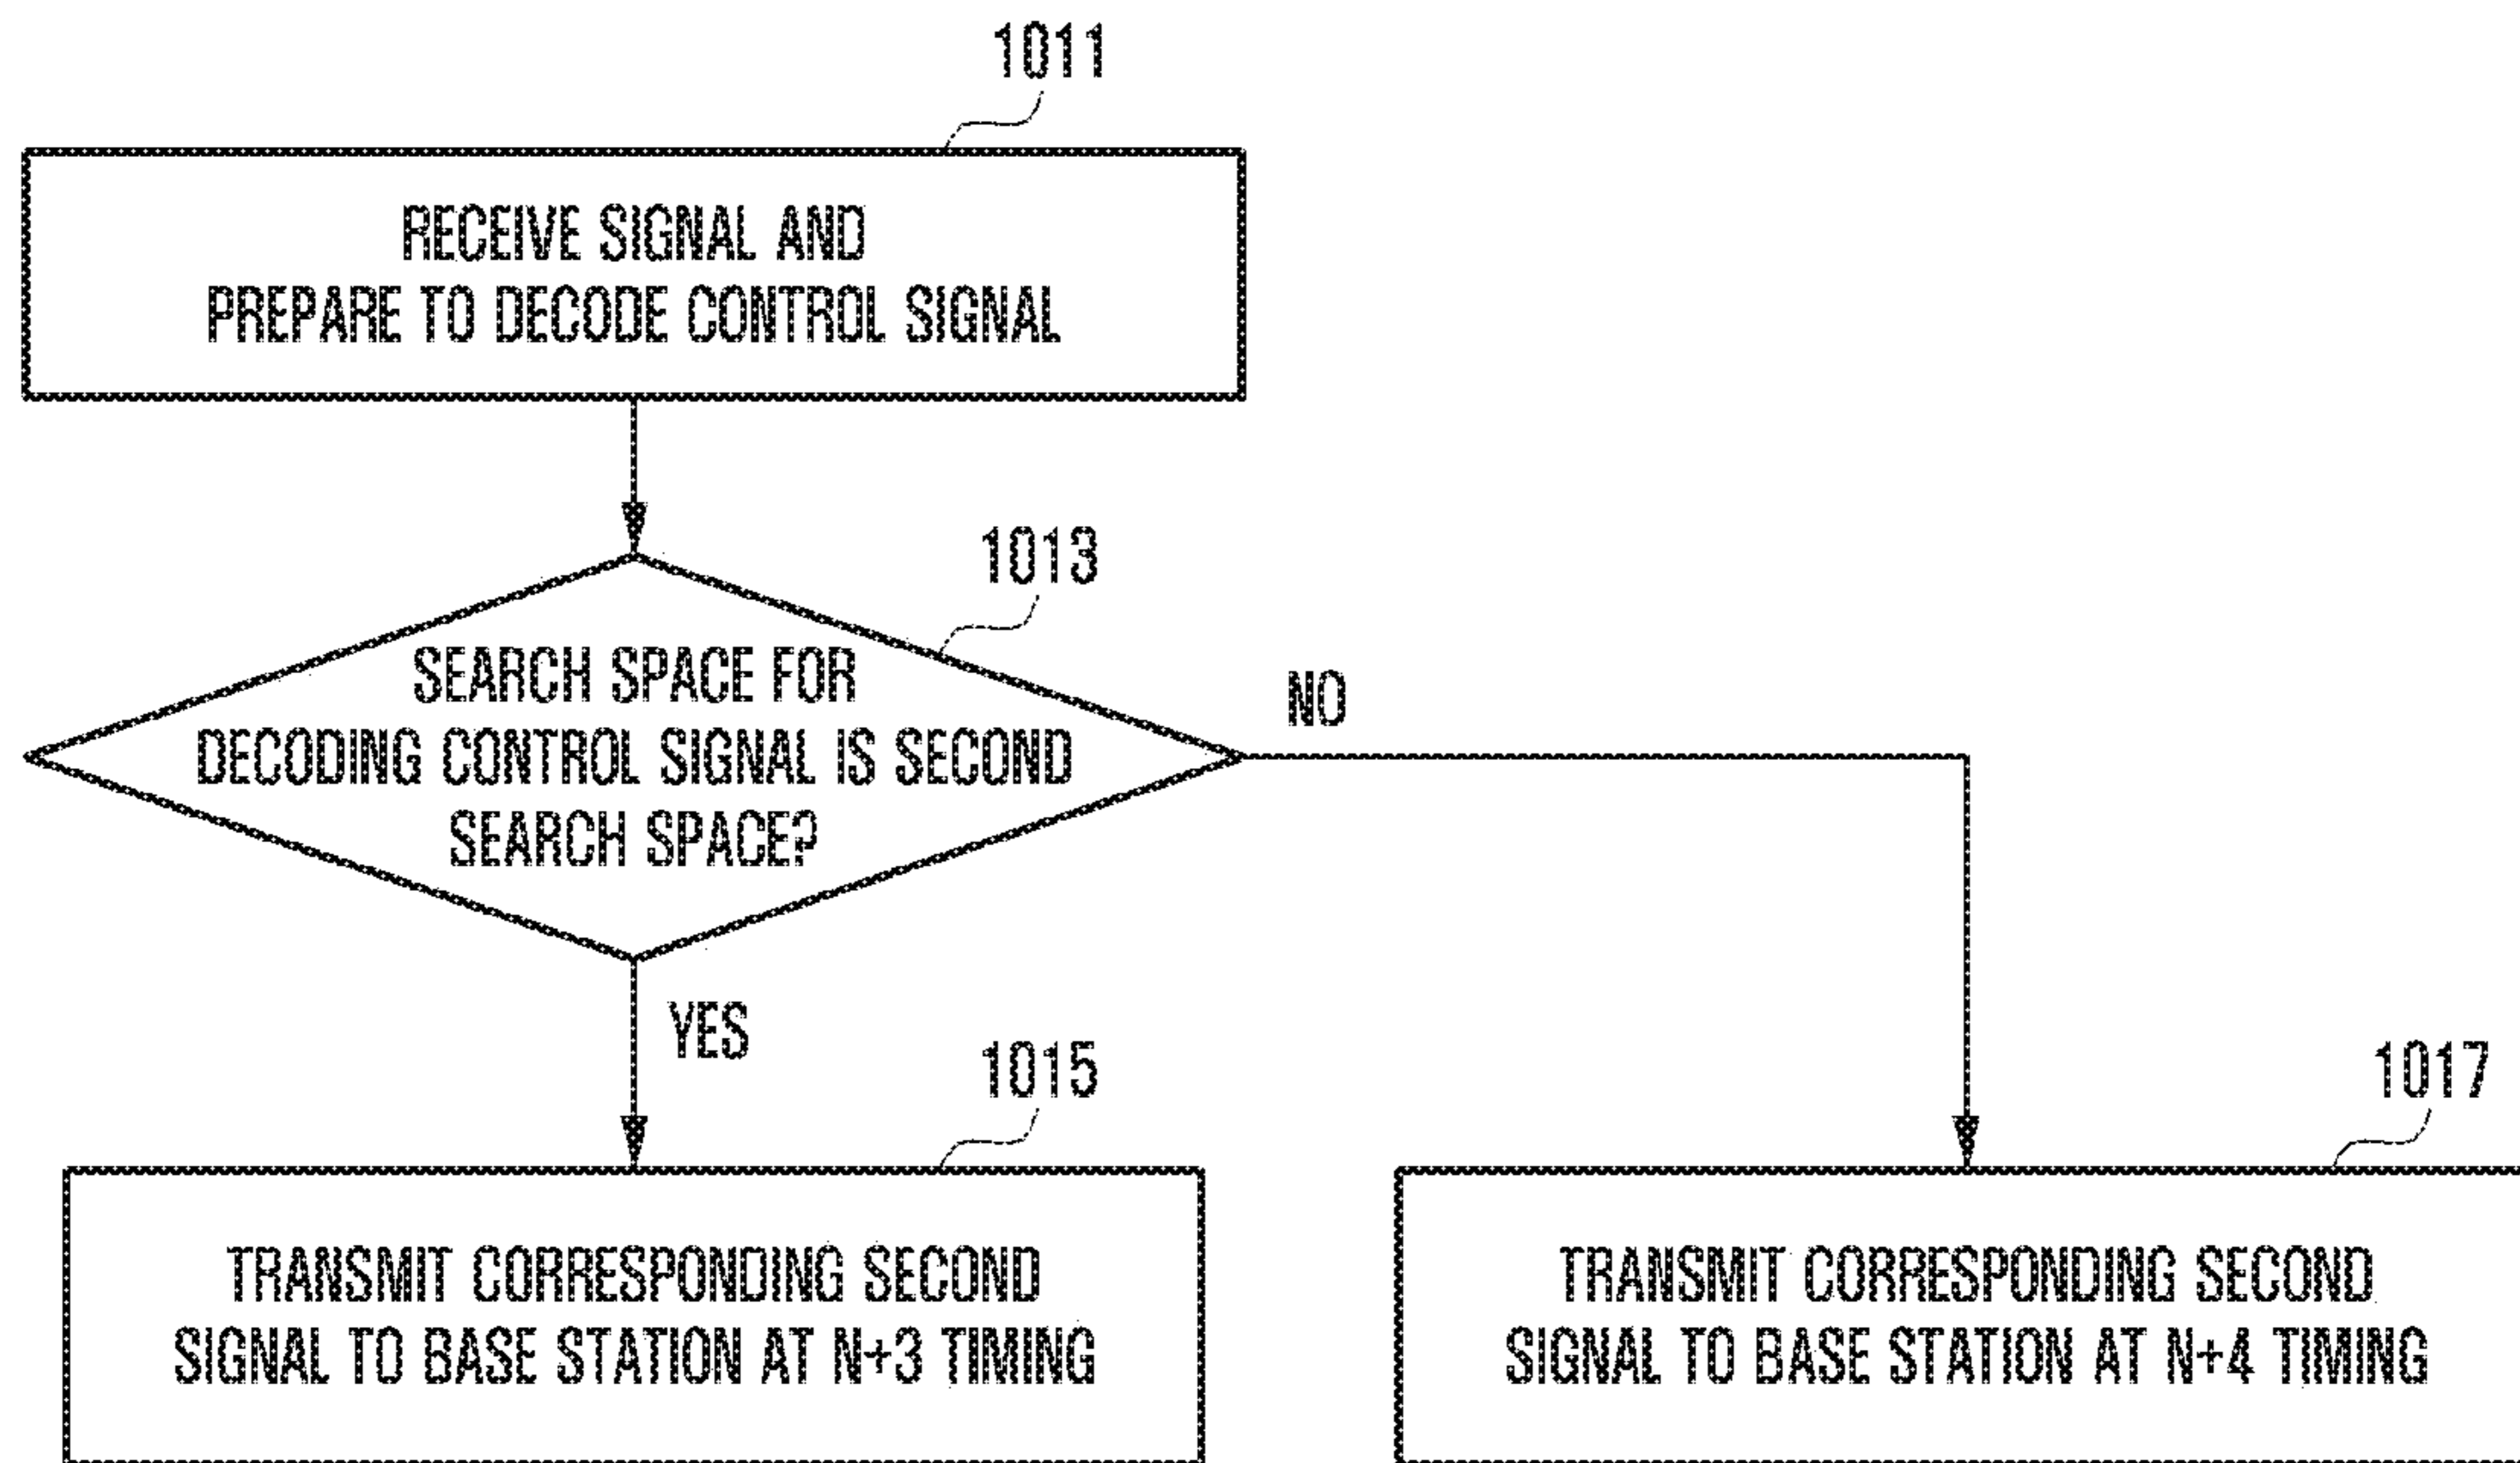 1011
RECEIVE SIGNAL AND
PREPARE TO DECODE CONTROL SIGNAL
1013
SEARCH SPACE FOR
DECODING CONTROL SIGNAL IS SECOND
SEARCH SPACE?
NO
YES
1015
TRANSMIT CORRESPONDING SECOND
SIGNAL TO BASE STATION AT N+3 TIMING
1017
TRANSMIT CORRESPONDING SECOND
SIGNAL TO BASE STATION AT N+4 TIMING